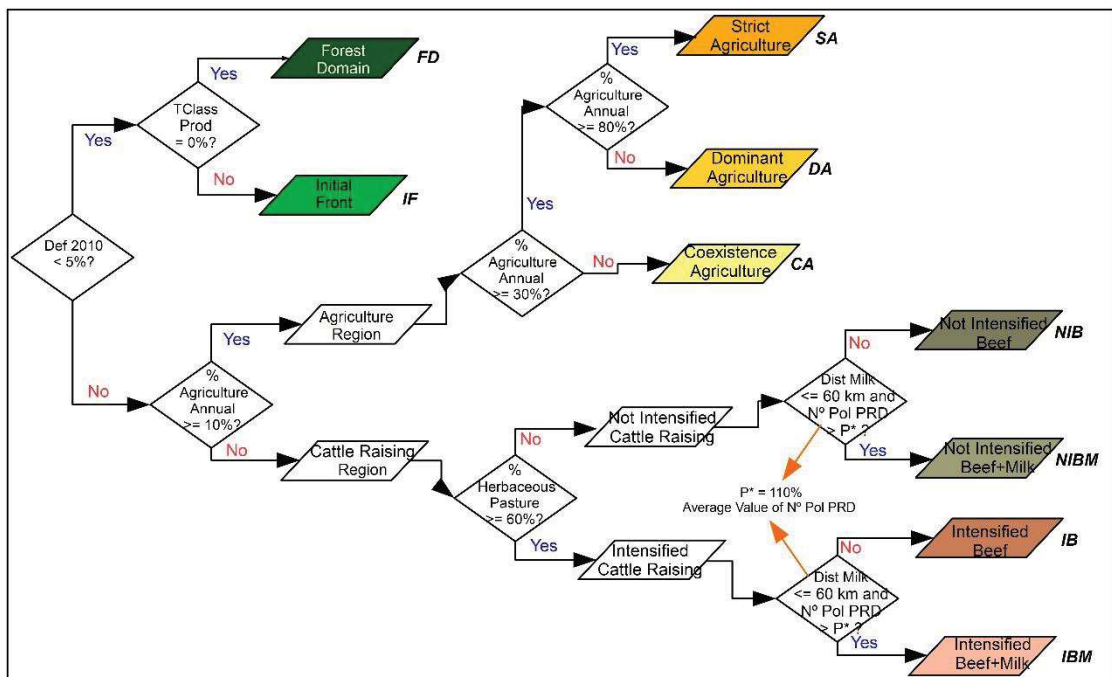 Def 2010
< 5%?
Yes
No
TClass
Prod
= 0%?
Yes
No
Forest
Domain
FD
Initial
Front
IF
%
Agriculture
Annual
>= 10%?
Yes
No
Agriculture
Region
Cattle Raising
Region
%
Agriculture
Annual
>= 30%?
Yes
No
%
Agriculture
Annual
>= 80%?
Yes
No
Strict
Agriculture
SA
Dominant
Agriculture
DA
Coexistence
Agriculture
CA
%
Herbaceous
Pasture
>= 60%?
No
Yes
Not Intensified
Cattle Raising
Intensified
Cattle Raising
Dist Milk
<= 60 km and
Nº Pol PRD
> P* ?
No
Yes
Not Intensified
Beef
NIB
Not Intensified
Beef+Milk
NIBM
P* = 110%
Average Value of Nº Pol PRD
Dist Milk
<= 60 km and
Nº Pol PRD
> P* ?
No
Yes
Intensified
Beef
IB
Intensified
Beef+Milk
IBM